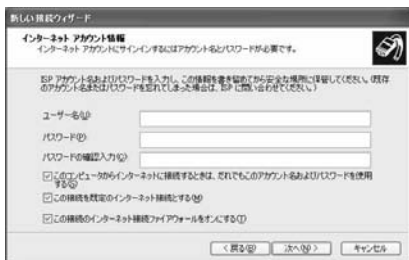 新しい接続ウィザード
インターネット アカウント情報
インターネット アカウントにサインインするにはアカウント名とパスワードが必要です。
ISP アカウント名およびパスワードを入力し、この情報を書き留めてから安全な場所に保管してください。(既存
のアカウント名またはパスワードを忘れてしまった場合は、ISP に問い合わせてください。)
ユーザー名(U)
パスワード(P)
パスワードの確認入力(C)
このコンピュータからインターネットに接続するときは、だれでもこのアカウント名およびパスワードを使用
する(S)
この接続を既定のインターネット接続とする(M)
この接続のインターネット接続ファイアウォールをオンにする(T)
< 戻る(B) 次へ(N) > キャンセル